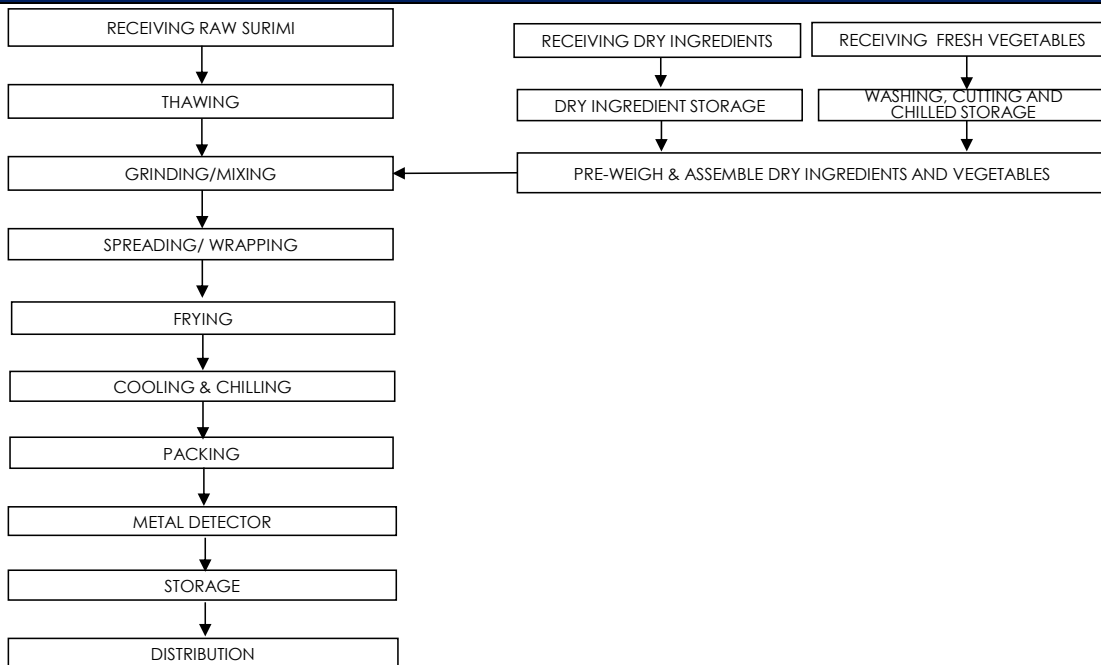 RECEIVING RAW SURIMI
RECEIVING DRY INGREDIENTS
RECEIVING FRESH VEGETABLES
THAWING
DRY INGREDIENT STORAGE
WASHING, CUTTING AND
CHILLED STORAGE
GRINDING/MIXING
PRE-WEIGH & ASSEMBLE DRY INGREDIENTS AND VEGETABLES
SPREADING/ WRAPPING
FRYING
COOLING & CHILLING
PACKING
METAL DETECTOR
STORAGE
DISTRIBUTION